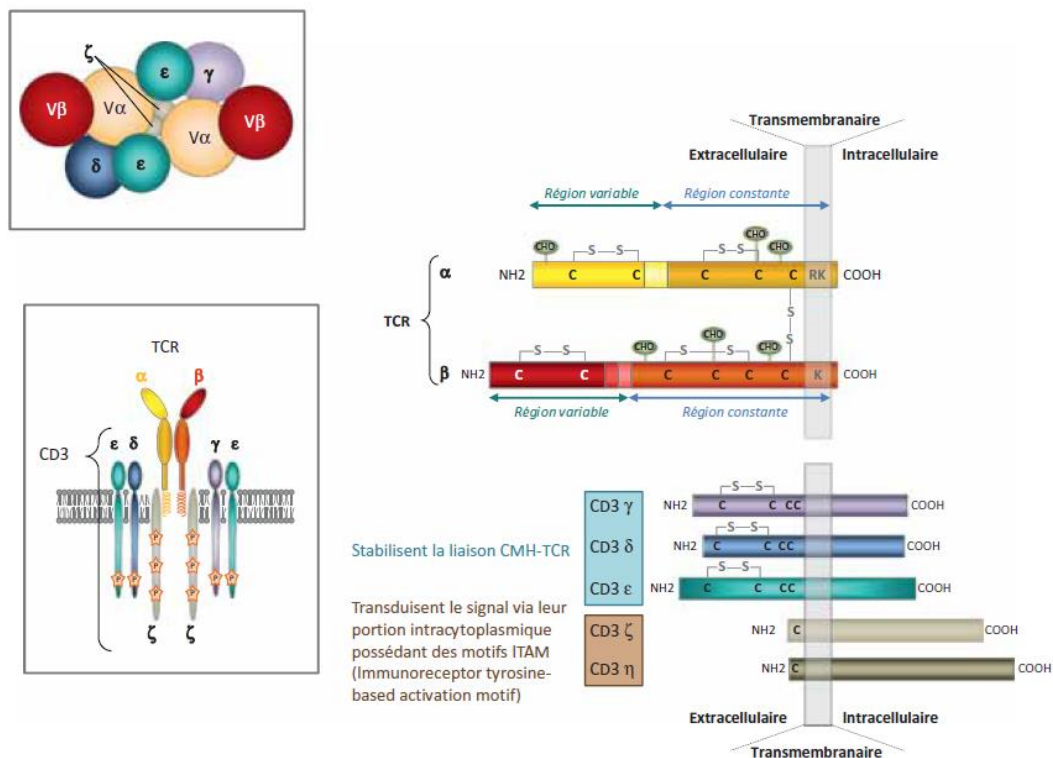 ζ
ε
γ
Vβ
Vα
Vα
Vβ
δ
ε
Transmembranaire
Extracellulaire
Intracellulaire
Région variable
Région constante
CHO
S S
S S
CHO
CHO
α
NH2
C
C
C
C
C
RK
COOH
TCR
S
S
CHO
S S
CHO
S S
CHO
β
NH2
C
C
C
C
C
C
K
COOH
Région variable
Région constante
TCR
α
β
CD3
ε
δ
γ
ε
P
P
P
P
P
P
P
P
P
P
ζ
ζ
Stabilisent la liaison CMH-TCR
Transduisent le signal via leur
portion intracytoplasmique
possédant des motifs ITAM
(Immunoreceptor tyrosine-
based activation motif)
CD3 γ
NH2
S S
C
C
CC
COOH
CD3 δ
NH2
S S
C
C
CC
COOH
CD3 ε
NH2
S S
C
C
CC
COOH
CD3 ζ
NH2
C
COOH
CD3 η
NH2
C
COOH
Extracellulaire
Intracellulaire
Transmembranaire